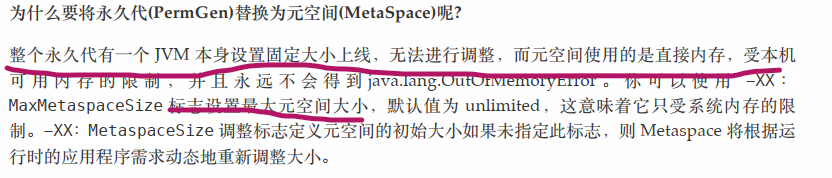 为什么要将永久代(PermGen)替换为元空间(MetaSpace)呢?
整个永久代有一个 JVM 本身设置固定大小上线，无法进行调整，而元空间使用的是直接内存，受本机
可用内存的限制，并且永远不会得到java.lang.OutOfMemoryError。你可以使用 –XX：
MaxMetaspaceSize 标志设置最大元空间大小，默认值为 unlimited，这意味着它只受系统内存的限
制。–XX：MetaspaceSize 调整标志定义元空间的初始大小如果未指定此标志，则 Metaspace 将根据运
行时的应用程序需求动态地重新调整大小。